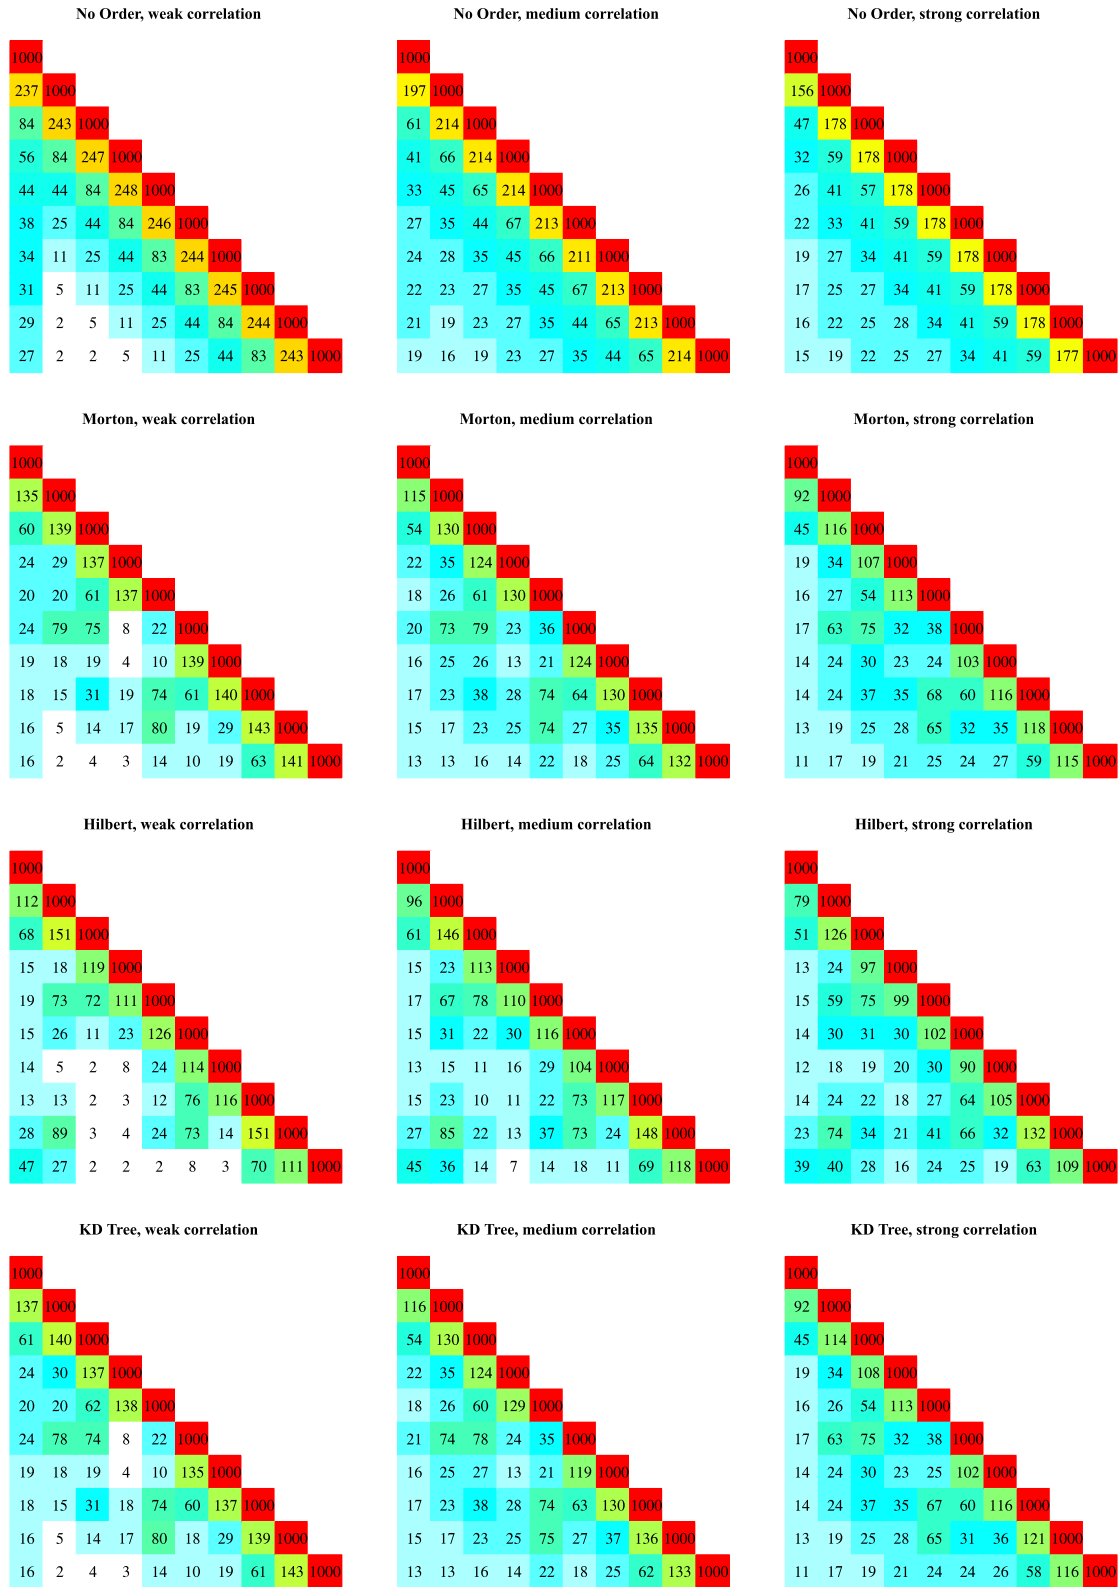 No Order, weak correlation No Order, medium correlation No Order, strong correlation
1000 1000 1000
237 1000 197 1000 156 1000
84 243 1000 61 214 1000 47 178 1000
56 84 247 1000 41 66 214 1000 32 59 178 1000
44 44 84 248 1000 33 45 65 214 1000 26 41 57 178 1000
38 25 44 84 246 1000 27 35 44 67 213 1000 22 33 41 59 178 1000
34 11 25 44 83 244 1000 24 28 35 45 66 211 1000 19 27 34 41 59 178 1000
31 5 11 25 44 83 245 1000 22 23 27 35 45 67 213 1000 17 25 27 34 41 59 178 1000
29 2 5 11 25 44 84 244 1000 21 19 23 27 35 44 65 213 1000 16 22 25 28 34 41 59 178 1000
27 2 2 5 11 25 44 83 243 1000 19 16 19 23 27 35 44 65 214 1000 15 19 22 25 27 34 41 59 177 1000
Morton, weak correlation Morton, medium correlation Morton, strong correlation
1000 1000 1000
135 1000 115 1000 92 1000
60 139 1000 54 130 1000 45 116 1000
24 29 137 1000 22 35 124 1000 19 34 107 1000
20 20 61 137 1000 18 26 61 130 1000 16 27 54 113 1000
24 79 75 8 22 1000 20 73 79 23 36 1000 17 63 75 32 38 1000
19 18 19 4 10 139 1000 16 25 26 13 21 124 1000 14 24 30 23 24 103 1000
18 15 31 19 74 61 140 1000 17 23 38 28 74 64 130 1000 14 24 37 35 68 60 116 1000
16 5 14 17 80 19 29 143 1000 15 17 23 25 74 27 35 135 1000 13 19 25 28 65 32 35 118 1000
16 2 4 3 14 10 19 63 141 1000 13 13 16 14 22 18 25 64 132 1000 11 17 19 21 25 24 27 59 115 1000
Hilbert, weak correlation Hilbert, medium correlation Hilbert, strong correlation
1000 1000 1000
112 1000 96 1000 79 1000
68 151 1000 61 146 1000 51 126 1000
15 18 119 1000 15 23 113 1000 13 24 97 1000
19 73 72 111 1000 17 67 78 110 1000 15 59 75 99 1000
15 26 11 23 126 1000 15 31 22 30 116 1000 14 30 31 30 102 1000
14 5 2 8 24 114 1000 13 15 11 16 29 104 1000 12 18 19 20 30 90 1000
13 13 2 3 12 76 116 1000 15 23 10 11 22 73 117 1000 14 24 22 18 27 64 105 1000
28 89 3 4 24 73 14 151 1000 27 85 22 13 37 73 24 148 1000 23 74 34 21 41 66 32 132 1000
47 27 2 2 2 8 3 70 111 1000 45 36 14 7 14 18 11 69 118 1000 39 40 28 16 24 25 19 63 109 1000
KD Tree, weak correlation KD Tree, medium correlation KD Tree, strong correlation
1000 1000 1000
137 1000 116 1000 92 1000
61 140 1000 54 130 1000 45 114 1000
24 30 137 1000 22 35 124 1000 19 34 108 1000
20 20 62 138 1000 18 26 60 129 1000 16 26 54 113 1000
24 78 74 8 22 1000 21 74 78 24 35 1000 17 63 75 32 38 1000
19 18 19 4 10 135 1000 16 25 27 13 21 119 1000 14 24 30 23 25 102 1000
18 15 31 18 74 60 137 1000 17 23 38 28 74 63 130 1000 14 24 37 35 67 60 116 1000
16 5 14 17 80 18 29 139 1000 15 17 23 25 75 27 37 136 1000 13 19 25 28 65 31 36 121 1000
16 2 4 3 14 10 19 61 143 1000 13 13 16 14 22 18 25 62 133 1000 11 17 19 21 24 24 26 58 116 1000